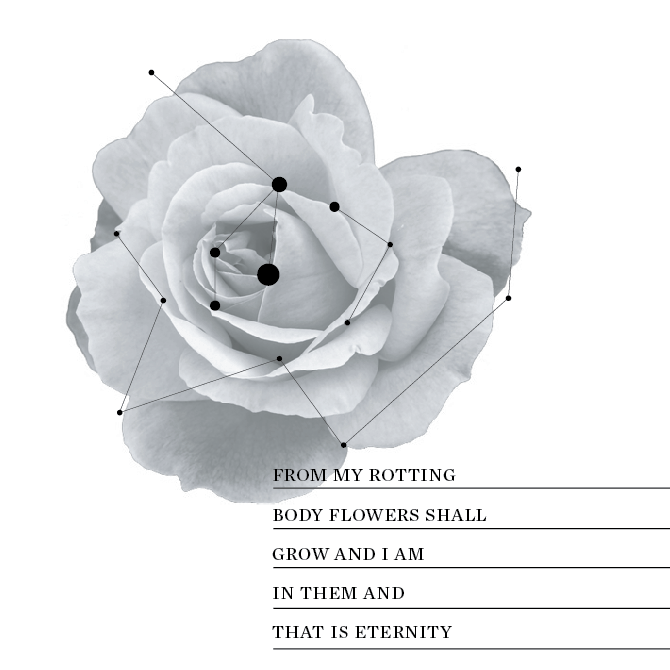 FROM MY ROTTING
BODY FLOWERS SHALL
GROW AND I AM
IN THEM AND
THAT IS ETERNITY